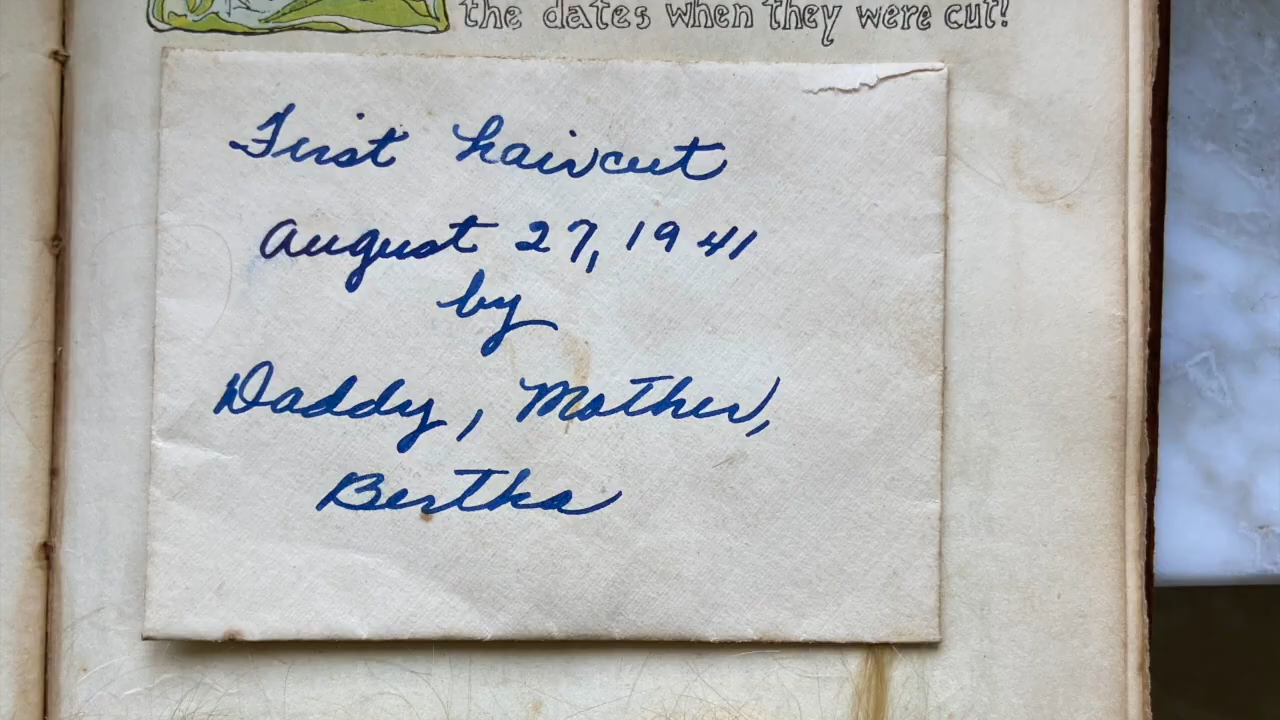 the dates when they were cut!
First haircut
August 27, 1941
by
Daddy, Mother,
Bertha